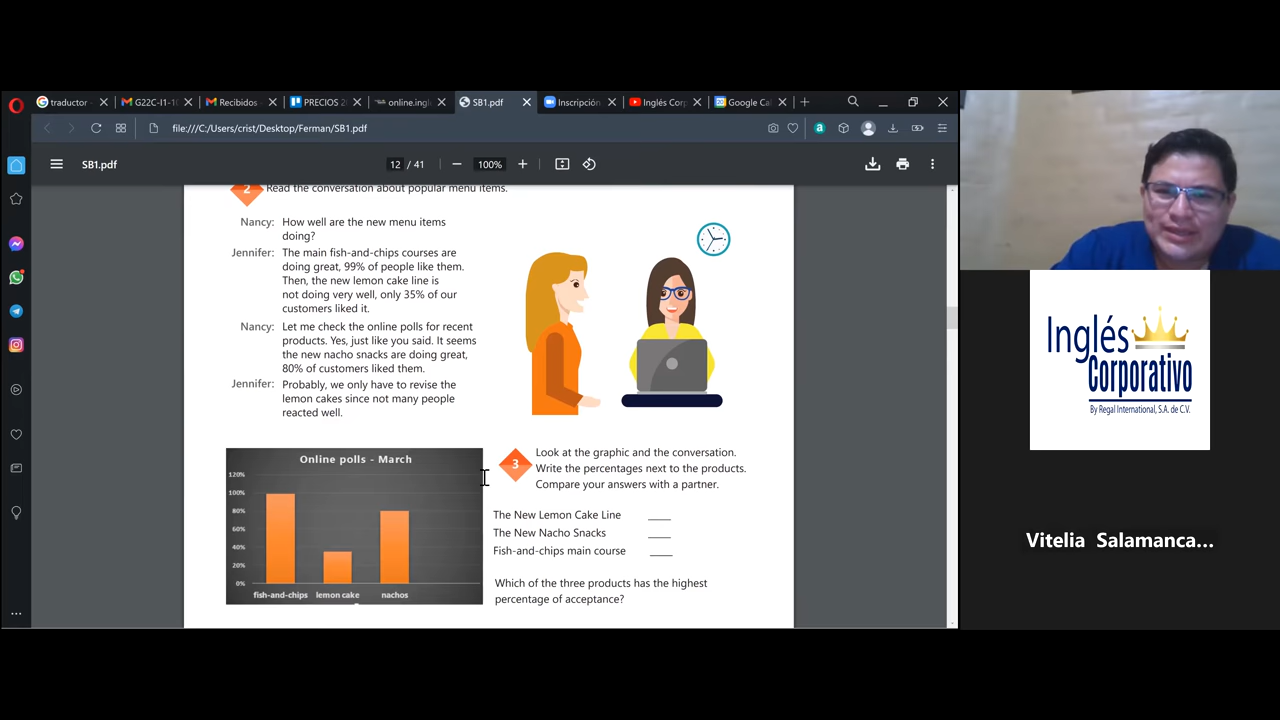 traductor
G22C-I1-1
Recibidos
PRECIOS 2
online.ingl
SB1.pdf
Inscripción
Inglés Corp
Google Cal
file:///C:/Users/crist/Desktop/Ferman/SB1.pdf
SB1.pdf
12 / 41
100%
2
Read the conversation about popular menu items.
Nancy: How well are the new menu items
doing?
Jennifer: The main fish-and-chips courses are
doing great, 99% of people like them.
Then, the new lemon cake line is
not doing very well, only 35% of our
customers liked it.
Nancy: Let me check the online polls for recent
products. Yes, just like you said. It seems
the new nacho snacks are doing great,
80% of customers liked them.
Jennifer: Probably, we only have to revise the
lemon cakes since not many people
reacted well.
Online polls - March
120%
100%
80%
60%
40%
20%
0%
fish-and-chips lemon cake nachos
3
Look at the graphic and the conversation.
Write the percentages next to the products.
Compare your answers with a partner.
The New Lemon Cake Line ____
The New Nacho Snacks ____
Fish-and-chips main course ____
Which of the three products has the highest
percentage of acceptance?
Inglés
Corporativo
By Regal International, S.A. de C.V.
Vitelia Salamanca...